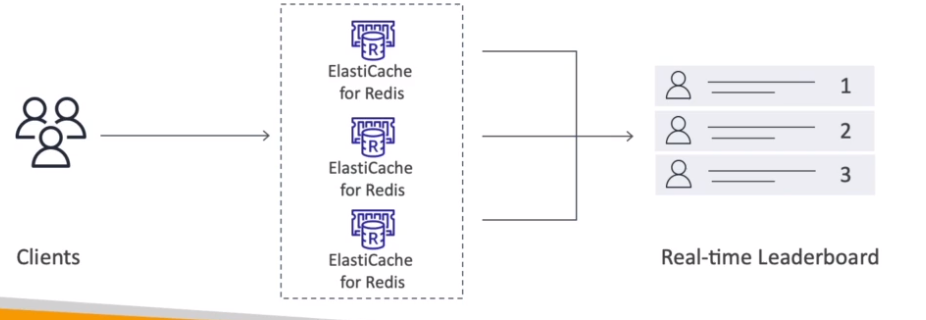 R
ElastiCache
for Redis
R
ElastiCache
for Redis
R
ElastiCache
for Redis
Clients
1
2
3
Real-time Leaderboard